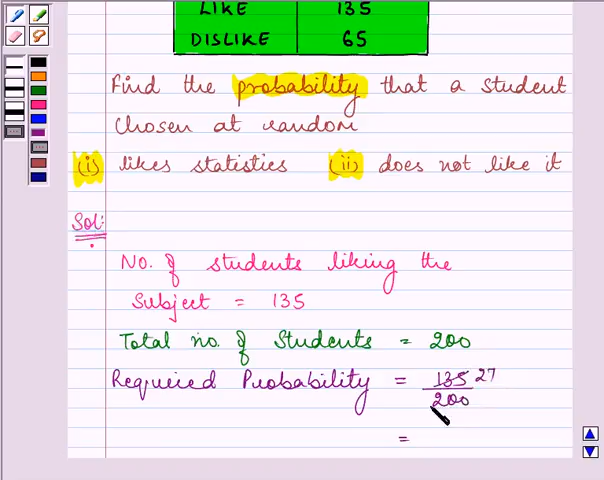 LIKE 135
DISLIKE 65
Find the probability that a student
chosen at random
(i) likes statistics (ii) does not like it
Sol:
No. of students liking the
Subject = 135
Total no. of Students = 200
Required Probability = 135 27
200
=